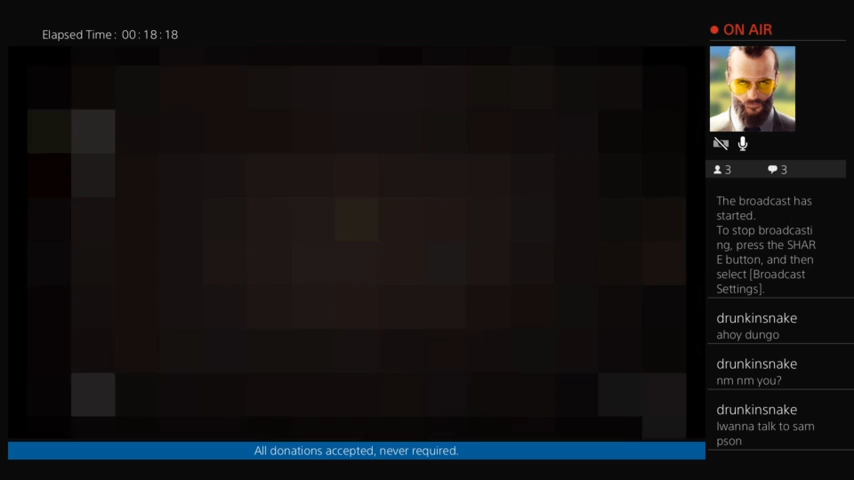 Elapsed Time: 00:18:18
ON AIR
3 3
The broadcast has
started.
To stop broadcasti
ng, press the SHAR
E button, and then
select [Broadcast
Settings].
drunkinsnake
ahoy dungo
drunkinsnake
nm nm you?
drunkinsnake
Iwanna talk to sam
pson
All donations accepted, never required.